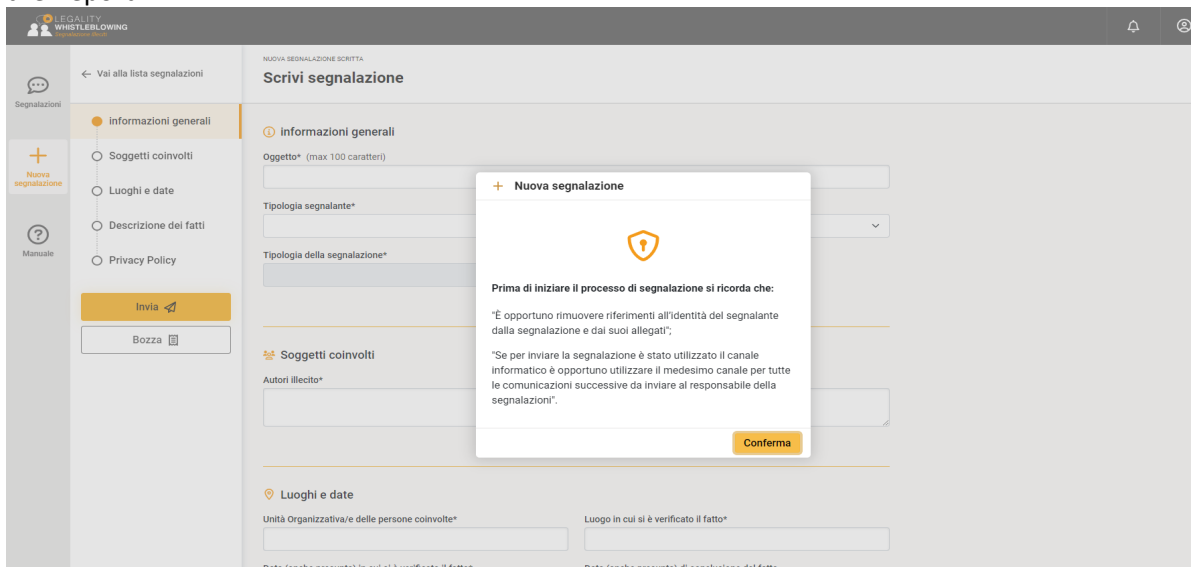 LEGALITY
WHISTLEBLOWING
Segnalazioni
Nuova
segnalazione
Manuale
Vai alla lista segnalazioni
informazioni generali
Soggetti coinvolti
Luoghi e date
Descrizione dei fatti
Privacy Policy
Invia
Bozza
NUOVA SEGNALAZIONE SCRITTA
Scrivi segnalazione
informazioni generali
Oggetto* (max 100 caratteri)
Tipologia segnalante*
Tipologia della segnalazione*
Soggetti coinvolti
Autori illecito*
Luoghi e date
Unità Organizzativa/e delle persone coinvolte*
Luogo in cui si è verificato il fatto*
Nuova segnalazione
Prima di iniziare il processo di segnalazione si ricorda che:
"È opportuno rimuovere riferimenti all'identità del segnalante
dalla segnalazione e dai suoi allegati";
"Se per inviare la segnalazione è stato utilizzato il canale
informatico è opportuno utilizzare il medesimo canale per tutte
le comunicazioni successive da inviare al responsabile della
segnalazioni".
Conferma